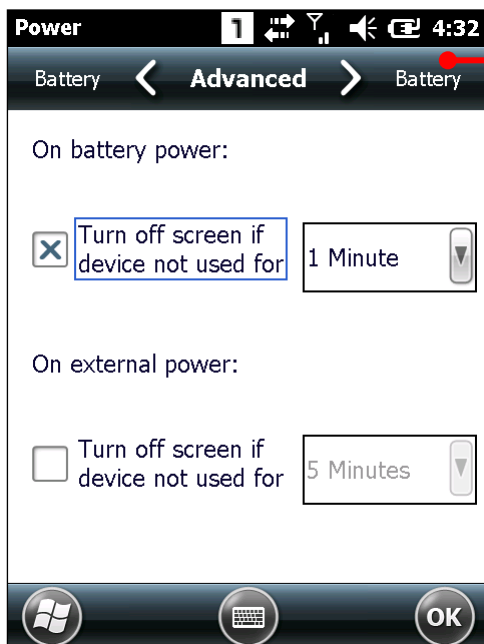 Power 1 4:32
Battery Advanced Battery
On battery power:
Turn off screen if
device not used for
1 Minute
On external power:
Turn off screen if
device not used for
5 Minutes
OK